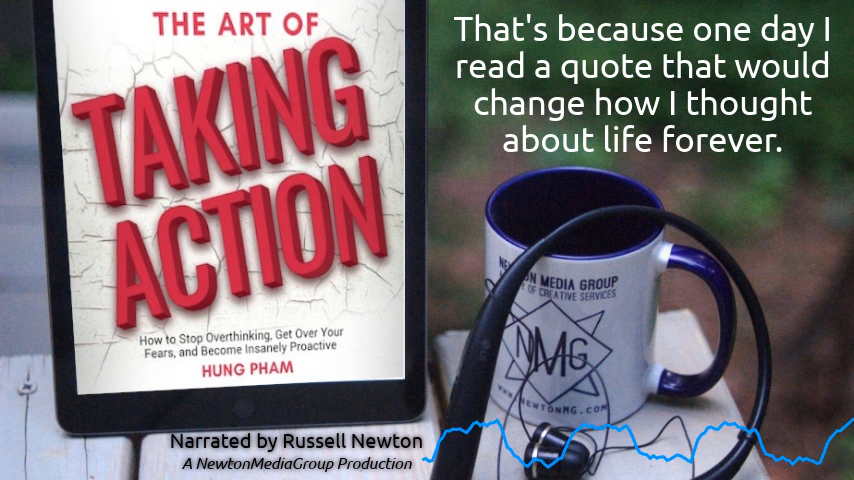 THE ART OF
TAKING
ACTION
How to Stop Overthinking, Get Over Your
Fears, and Become Insanely Proactive
HUNG PHAM
That's because one day I
read a quote that would
change how I thought
about life forever.
NEWTON MEDIA GROUP
OF CREATIVE SERVICES
NMG
WWW.NEWTONMG.COM
Narrated by Russell Newton
A NewtonMediaGroup Production